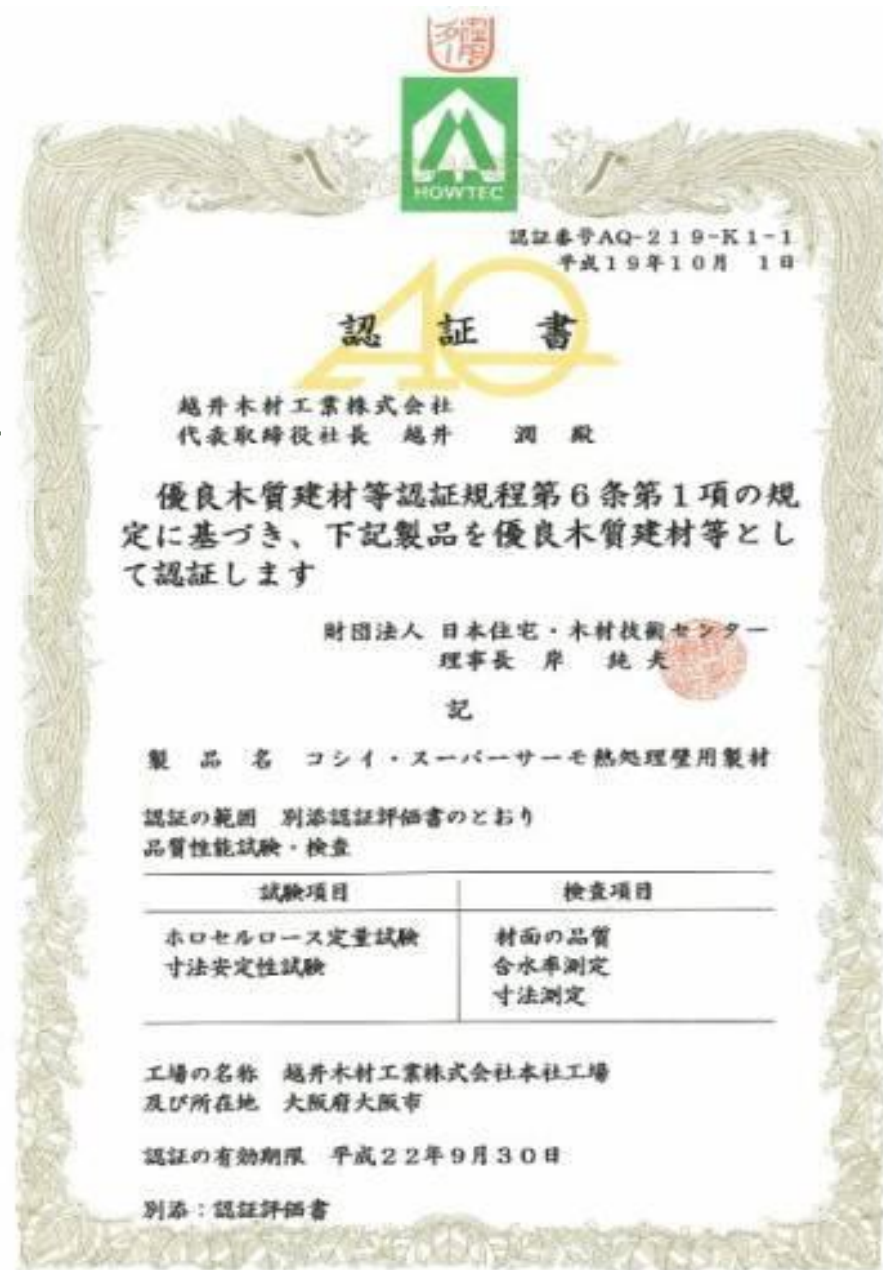 HOWTEC
認証番号AQ-219-K1-1
平成19年10月 1日
AQ
認 証 書
越井木材工業株式会社
代表取締役社長 越井 潤 殿
優良木質建材等認証規程第6条第1項の規
定に基づき、下記製品を優良木質建材等とし
て認証します
財団法人 日本住宅・木材技術センター
理事長 岸 純夫
記
製 品 名 コシイ・スーパーサーモ熱処理壁用製材
認証の範囲 別添認証評価書のとおり
品質性能試験・検査
試験項目 検査項目
ホロセルロース定量試験 材面の品質
寸法安定性試験 含水率測定
寸法測定
工場の名称 越井木材工業株式会社本社工場
及び所在地 大阪府大阪市
認証の有効期限 平成22年9月30日
別添：認証評価書